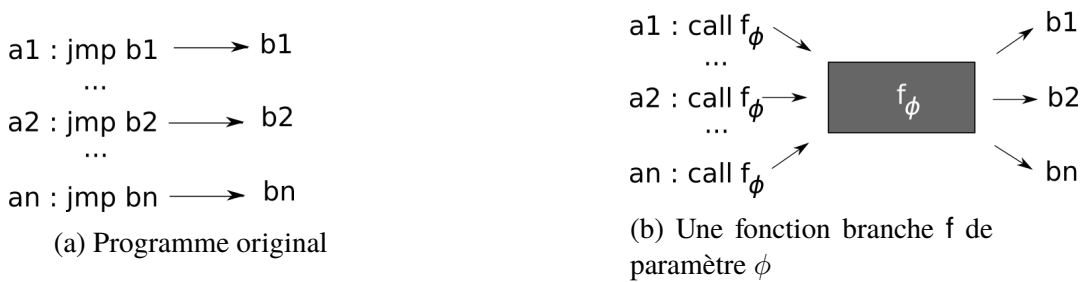 a1 : jmp b1 b1
...
a2 : jmp b2 b2
...
an : jmp bn bn
(a) Programme original
a1 : call fϕ b1
...
a2 : call fϕ fϕ b2
...
an : call fϕ bn
(b) Une fonction branche f de
paramètre ϕ